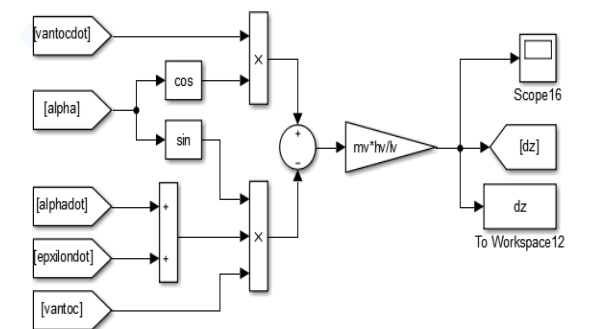 [vantocdot]
×
cos
Scope16
[alpha]
sin
+
−
mv*hv/lv
[dz]
[alphadot]
+
×
dz
[epxilondot]
+
To Workspace12
[vantoc]